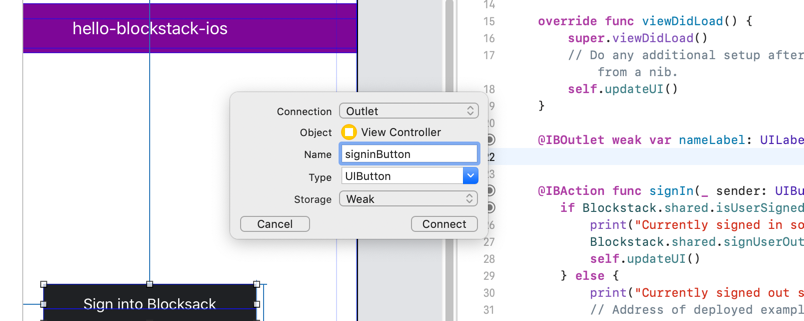 hello-blockstack-ios
Connection Outlet
Object View Controller
Name signinButton
Type UIButton
Storage Weak
Cancel Connect
Sign into Blocksack
14
15 override func viewDidLoad() {
16 super.viewDidLoad()
17 // Do any additional setup after
from a nib.
18 self.updateUI()
9 }
20
@IBOutlet weak var nameLabel: UILabe
22
23
@IBAction func signIn(_ sender: UIBu
if Blockstack.shared.isUserSigned
26 print("Currently signed in so
27 Blockstack.shared.signUserOut
28 self.updateUI()
29 } else {
30 print("Currently signed out s
31 // Address of deployed exampl